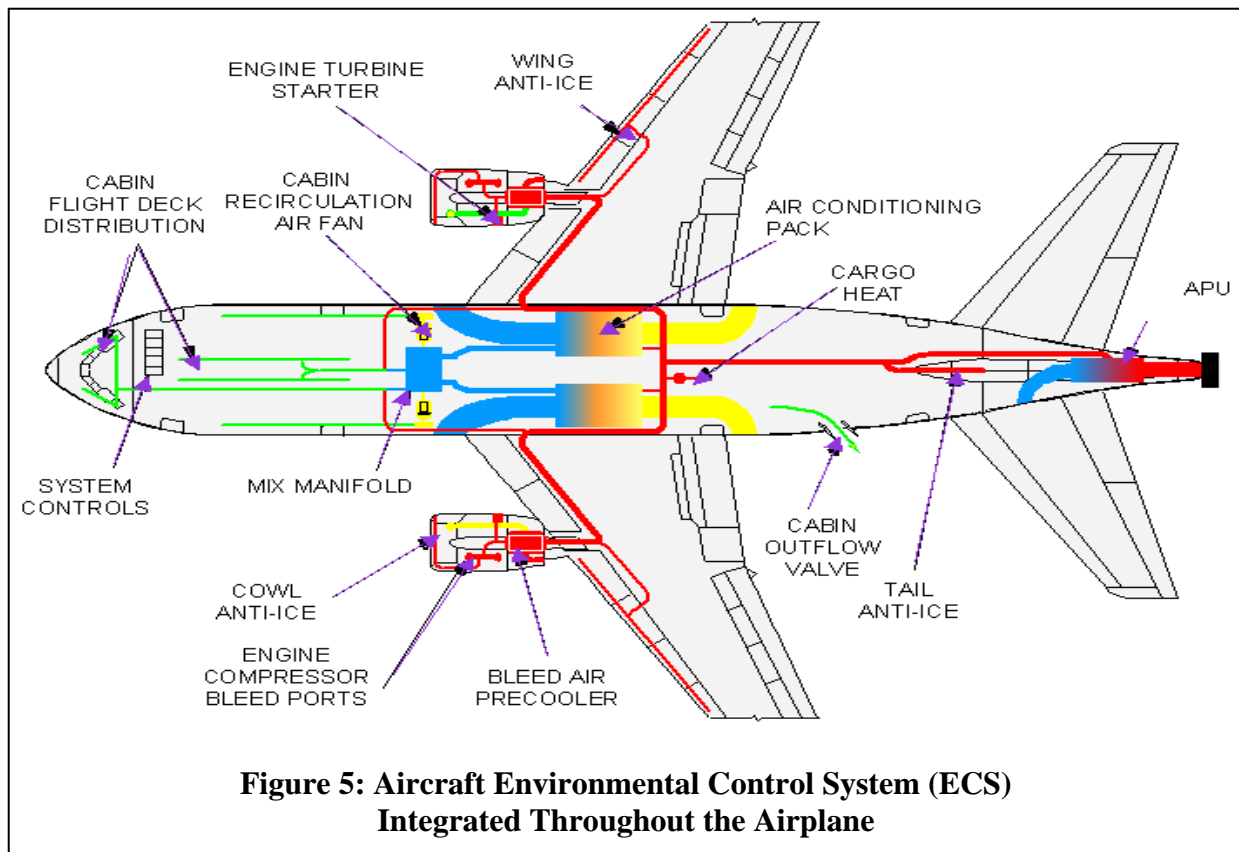 ENGINE TURBINE
STARTER
WING
ANTI-ICE
CABIN
FLIGHT DECK
DISTRIBUTION
CABIN
RECIRCULATION
AIR FAN
AIR CONDITIONING
PACK
CARGO
HEAT
APU
SYSTEM
CONTROLS
MIX MANIFOLD
COWL
ANTI-ICE
ENGINE
COMPRESSOR
BLEED PORTS
BLEED AIR
PRECOOLER
CABIN
OUTFLOW
VALVE
TAIL
ANTI-ICE
Figure 5: Aircraft Environmental Control System (ECS)
Integrated Throughout the Airplane